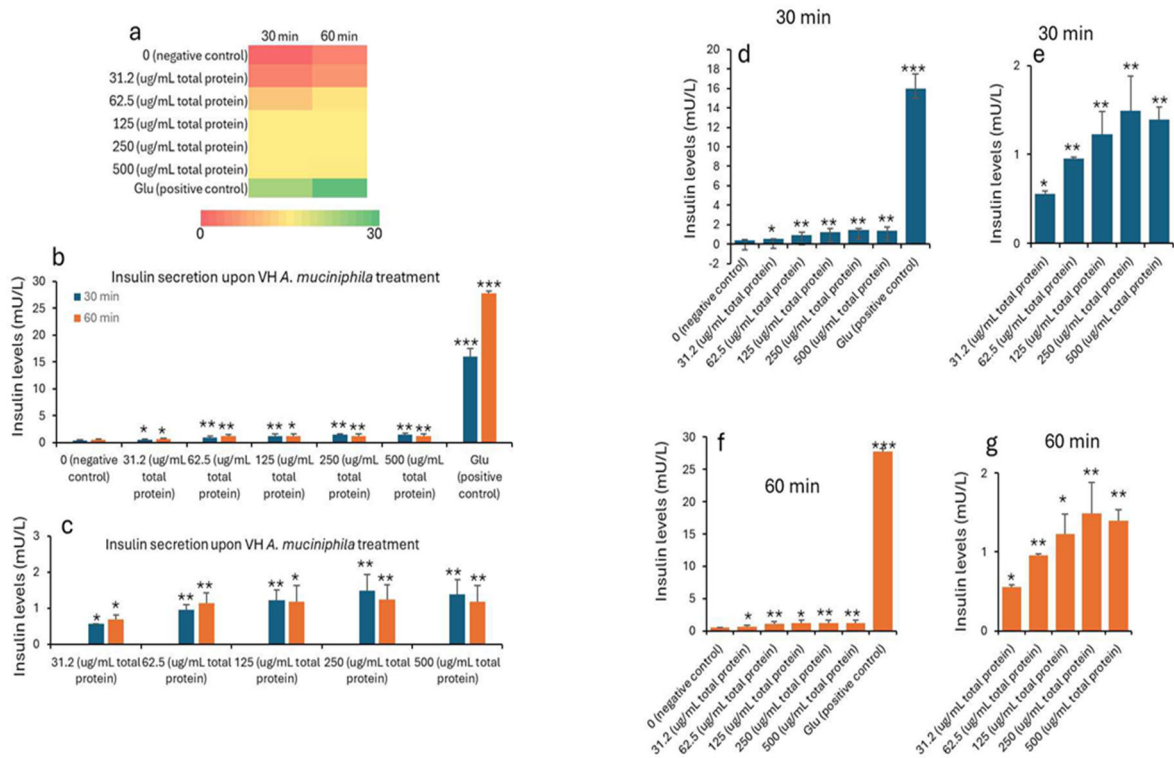 a
30 min 60 min
0 (negative control)
31.2 (ug/mL total protein)
62.5 (ug/mL total protein)
125 (ug/mL total protein)
250 (ug/mL total protein)
500 (ug/mL total protein)
Glu (positive control)
0 30
b
Insulin secretion upon VH A. muciniphila treatment
Insulin levels (mU/L)
30
25
20
15
10
5
0
30 min
60 min
* * ** ** ** * ** ** ** ** *** ***
0 (negative 31.2 (ug/mL 62.5 (ug/mL 125 (ug/mL 250 (ug/mL 500 (ug/mL Glu
control) total total total total total (positive
protein) protein) protein) protein) protein) control)
c
Insulin secretion upon VH A. muciniphila treatment
Insulin levels (mU/L)
3
2
1
0
* * ** ** ** * ** ** ** **
31.2 (ug/mL total 62.5 (ug/mL total 125 (ug/mL total 250 (ug/mL total 500 (ug/mL total
protein) protein) protein) protein) protein)
30 min
d
Insulin levels (mU/L)
20
18
16
14
12
10
8
6
4
2
0
-2
* ** ** ** ** ***
0 (negative control)
31.2 (ug/mL total protein)
62.5 (ug/mL total protein)
125 (ug/mL total protein)
250 (ug/mL total protein)
500 (ug/mL total protein)
Glu (positive control)
30 min
e
Insulin levels (mU/L)
2
1
0
* ** ** ** **
31.2 (ug/mL total protein)
62.5 (ug/mL total protein)
125 (ug/mL total protein)
250 (ug/mL total protein)
500 (ug/mL total protein)
f
60 min
Insulin levels (mU/L)
30
25
20
15
10
5
0
* ** * ** ** ***
0 (negative control)
31.2 (ug/mL total protein)
62.5 (ug/mL total protein)
125 (ug/mL total protein)
250 (ug/mL total protein)
500 (ug/mL total protein)
Glu (positive control)
g
60 min
Insulin levels (mU/L)
2
1
0
* ** * ** **
31.2 (ug/mL total protein)
62.5 (ug/mL total protein)
125 (ug/mL total protein)
250 (ug/mL total protein)
500 (ug/mL total protein)